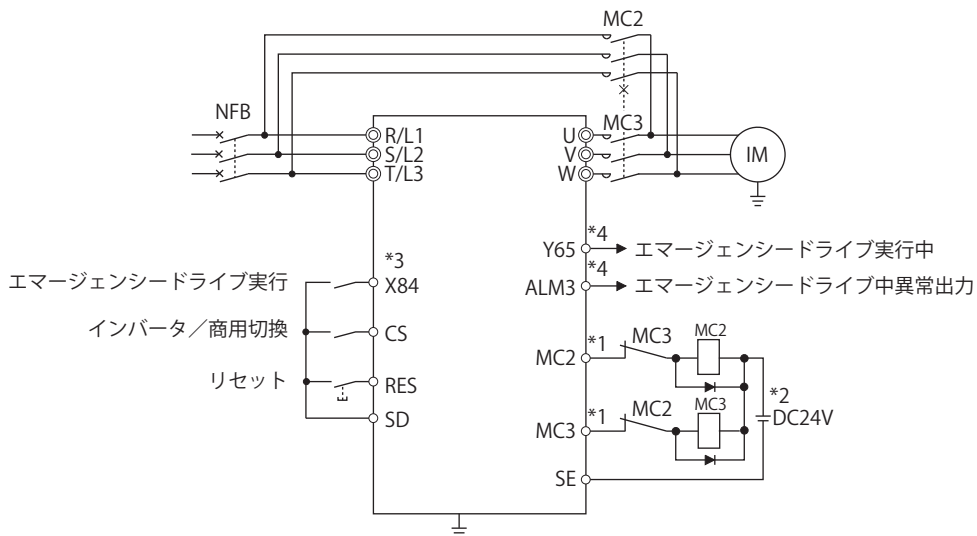 MC2
NFB
MC3
R/L1
S/L2
T/L3
U
V
W
IM
*4
Y65
エマージェンシードライブ実行中
*4
ALM3
エマージェンシードライブ中異常出力
*3
エマージェンシードライブ実行
X84
インバータ／商用切換
CS
リセット
RES
SD
*1
MC3
MC2
MC2
*2
DC24V
*1
MC2
MC3
MC3
SE